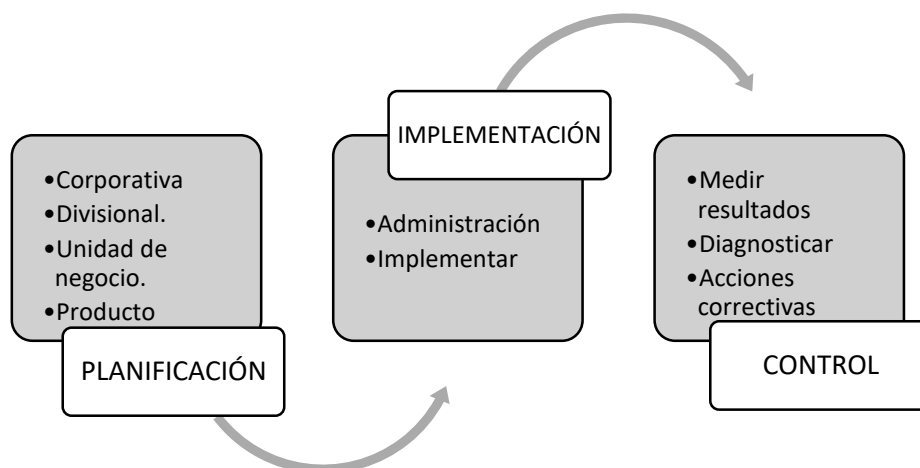 •Corporativa
•Divisional.
•Unidad de
negocio.
•Producto
PLANIFICACIÓN
IMPLEMENTACIÓN
•Administración
•Implementar
•Medir
resultados
•Diagnosticar
•Acciones
correctivas
CONTROL